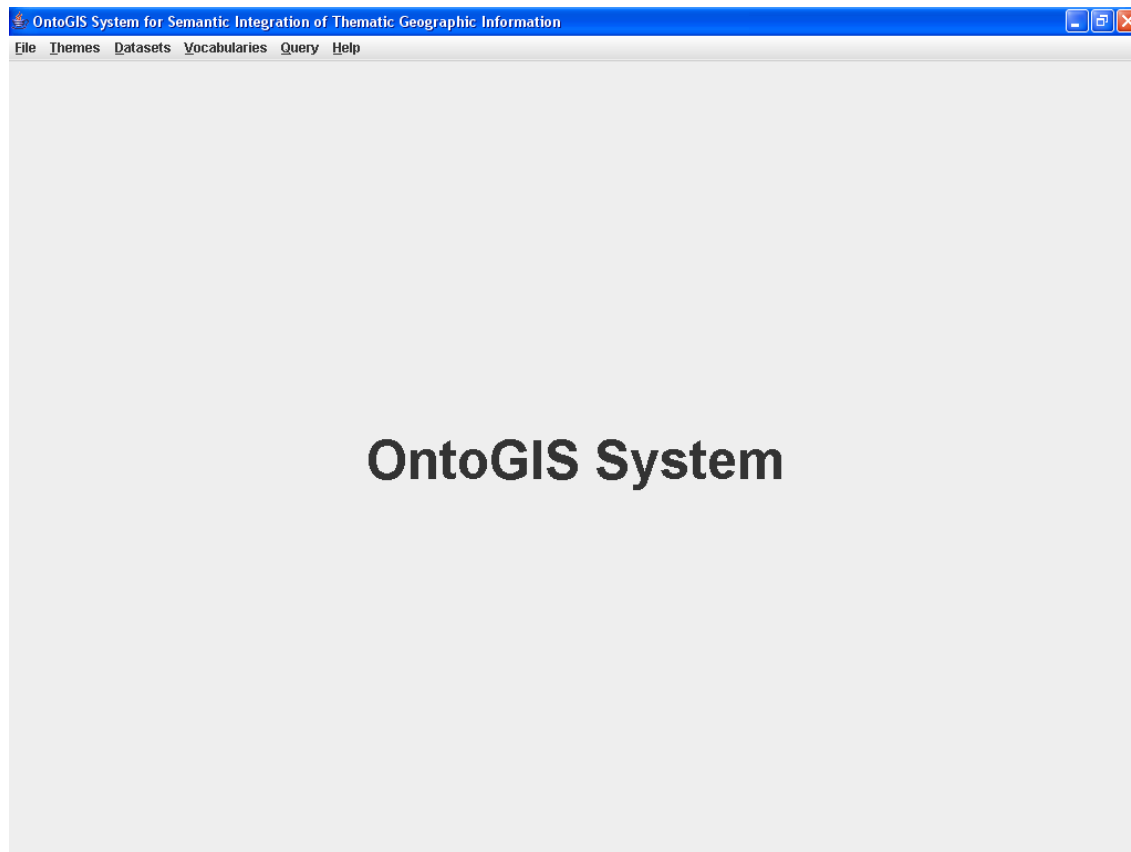 OntoGIS System for Semantic Integration of Thematic Geographic Information
File Themes Datasets Vocabularies Query Help
OntoGIS System